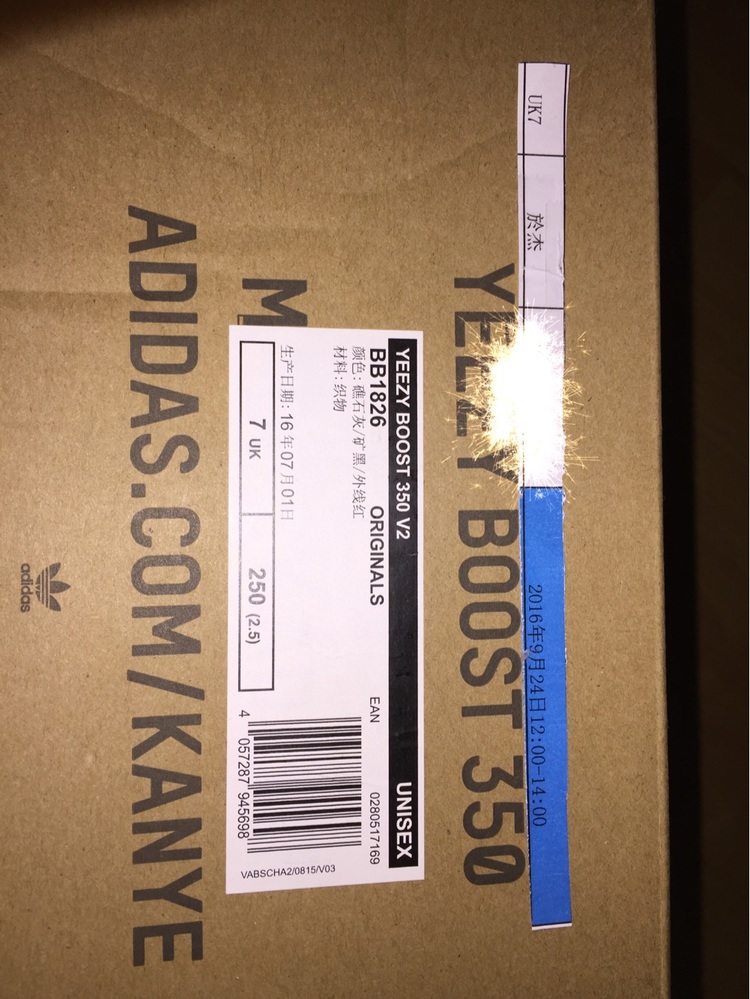 UK7
於杰
2016年9月24日12:00-14:00
YEEZY BOOST 350
YEEZY BOOST 350 V2 UNISEX
BB1826 ORIGINALS EAN 0280517169
颜色:礁石灰/矿黑/外线红
材料:织物
生产日期:16年07月01日
7 UK 250 (2.5)
4 057287 945698
VABSCHA2/0815/V03
M
ADIDAS.COM/KANYE
adidas